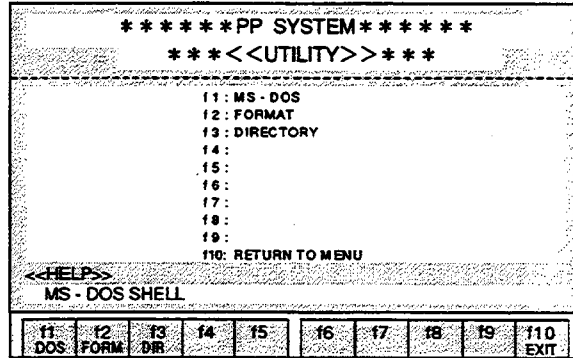 ******PP SYSTEM******
***<<UTILITY>>***
f1 : MS - DOS
f2 : FORMAT
f3 : DIRECTORY
f4 :
f5 :
f6 :
f7 :
f8 :
f9 :
f10: RETURN TO MENU
<<HELP>>
MS - DOS SHELL
f1 f2 f3 f4 f5 f6 f7 f8 f9 f10
DOS FORM DIR EXIT